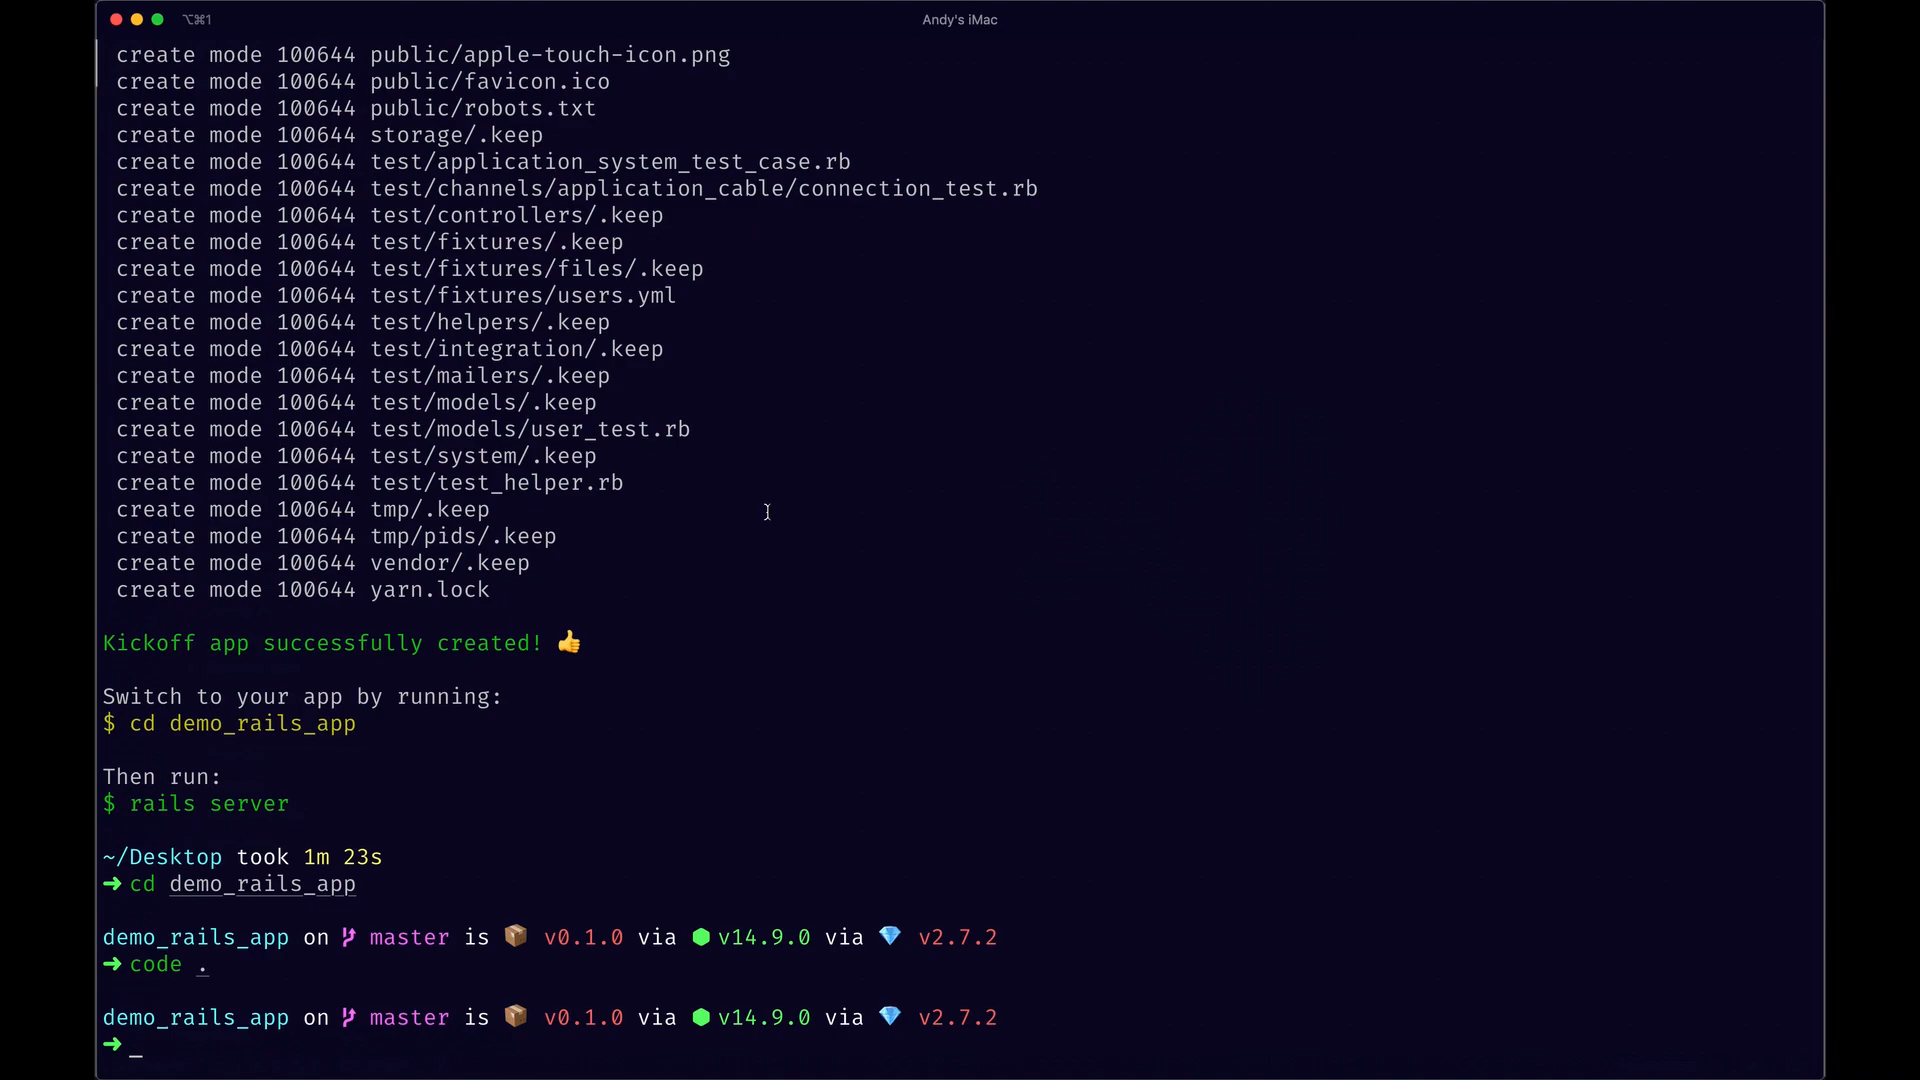 ⌥⌘1
Andy's iMac
create mode 100644 public/apple-touch-icon.png
create mode 100644 public/favicon.ico
create mode 100644 public/robots.txt
create mode 100644 storage/.keep
create mode 100644 test/application_system_test_case.rb
create mode 100644 test/channels/application_cable/connection_test.rb
create mode 100644 test/controllers/.keep
create mode 100644 test/fixtures/.keep
create mode 100644 test/fixtures/files/.keep
create mode 100644 test/fixtures/users.yml
create mode 100644 test/helpers/.keep
create mode 100644 test/integration/.keep
create mode 100644 test/mailers/.keep
create mode 100644 test/models/.keep
create mode 100644 test/models/user_test.rb
create mode 100644 test/system/.keep
create mode 100644 test/test_helper.rb
create mode 100644 tmp/.keep
create mode 100644 tmp/pids/.keep
create mode 100644 vendor/.keep
create mode 100644 yarn.lock
Kickoff app successfully created! 👍
Switch to your app by running:
$ cd demo_rails_app
Then run:
$ rails server
~/Desktop took 1m 23s
➜ cd demo_rails_app
demo_rails_app on master is 📦 v0.1.0 via ⬢ v14.9.0 via 💎 v2.7.2
➜ code .
demo_rails_app on master is 📦 v0.1.0 via ⬢ v14.9.0 via 💎 v2.7.2
➜ _